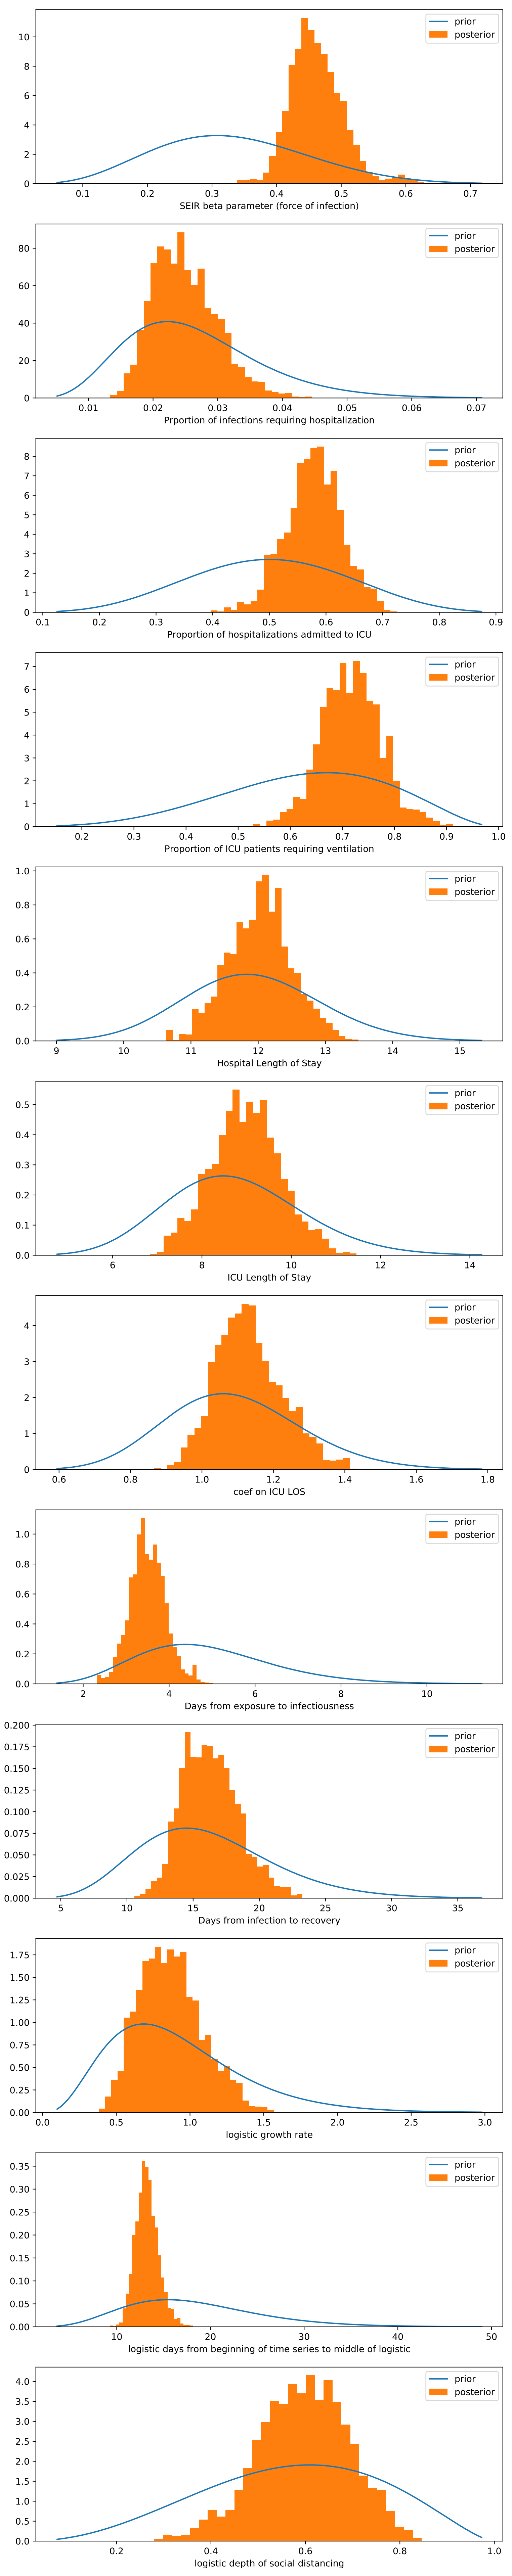 prior
posterior
10
8
6
4
2
0
0.1 0.2 0.3 0.4 0.5 0.6 0.7
SEIR beta parameter (force of infection)
prior
posterior
80
60
40
20
0
0.01 0.02 0.03 0.04 0.05 0.06 0.07
Prportion of infections requiring hospitalization
prior
posterior
8
7
6
5
4
3
2
1
0
0.1 0.2 0.3 0.4 0.5 0.6 0.7 0.8 0.9
Proportion of hospitalizations admitted to ICU
prior
posterior
7
6
5
4
3
2
1
0
0.2 0.3 0.4 0.5 0.6 0.7 0.8 0.9 1.0
Proportion of ICU patients requiring ventilation
prior
posterior
1.0
0.8
0.6
0.4
0.2
0.0
9 10 11 12 13 14 15
Hospital Length of Stay
prior
posterior
0.5
0.4
0.3
0.2
0.1
0.0
6 8 10 12 14
ICU Length of Stay
prior
posterior
4
3
2
1
0
0.6 0.8 1.0 1.2 1.4 1.6 1.8
coef on ICU LOS
prior
posterior
1.0
0.8
0.6
0.4
0.2
0.0
2 4 6 8 10
Days from exposure to infectiousness
prior
posterior
0.200
0.175
0.150
0.125
0.100
0.075
0.050
0.025
0.000
5 10 15 20 25 30 35
Days from infection to recovery
prior
posterior
1.75
1.50
1.25
1.00
0.75
0.50
0.25
0.00
0.0 0.5 1.0 1.5 2.0 2.5 3.0
logistic growth rate
prior
posterior
0.35
0.30
0.25
0.20
0.15
0.10
0.05
0.00
10 20 30 40 50
logistic days from beginning of time series to middle of logistic
prior
posterior
4.0
3.5
3.0
2.5
2.0
1.5
1.0
0.5
0.0
0.2 0.4 0.6 0.8 1.0
logistic depth of social distancing